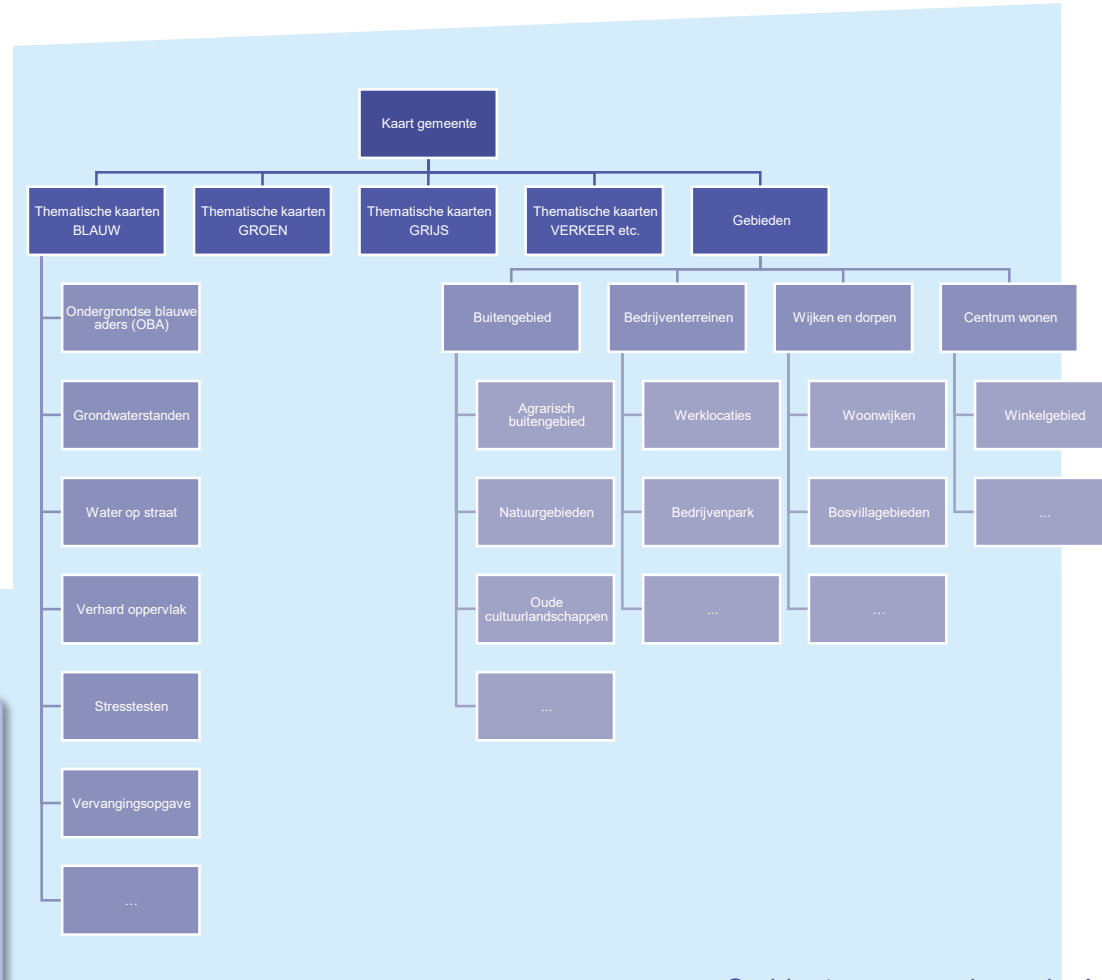 Kaart gemeente
Thematische kaarten
BLAUW
Thematische kaarten
GROEN
Thematische kaarten
GRIJS
Thematische kaarten
VERKEER etc.
Gebieden
Ondergrondse blauwe
aders (OBA)
Grondwaterstanden
Water op straat
Verhard oppervlak
Stresstesten
Vervangingsopgave
...
Buitengebied
Agrarisch
buitengebied
Natuurgebieden
Oude
cultuurlandschappen
...
Bedrijventerreinen
Werklocaties
Bedrijvenpark
...
Wijken en dorpen
Woonwijken
Bosvillagebieden
...
Centrum wonen
Winkelgebied
...